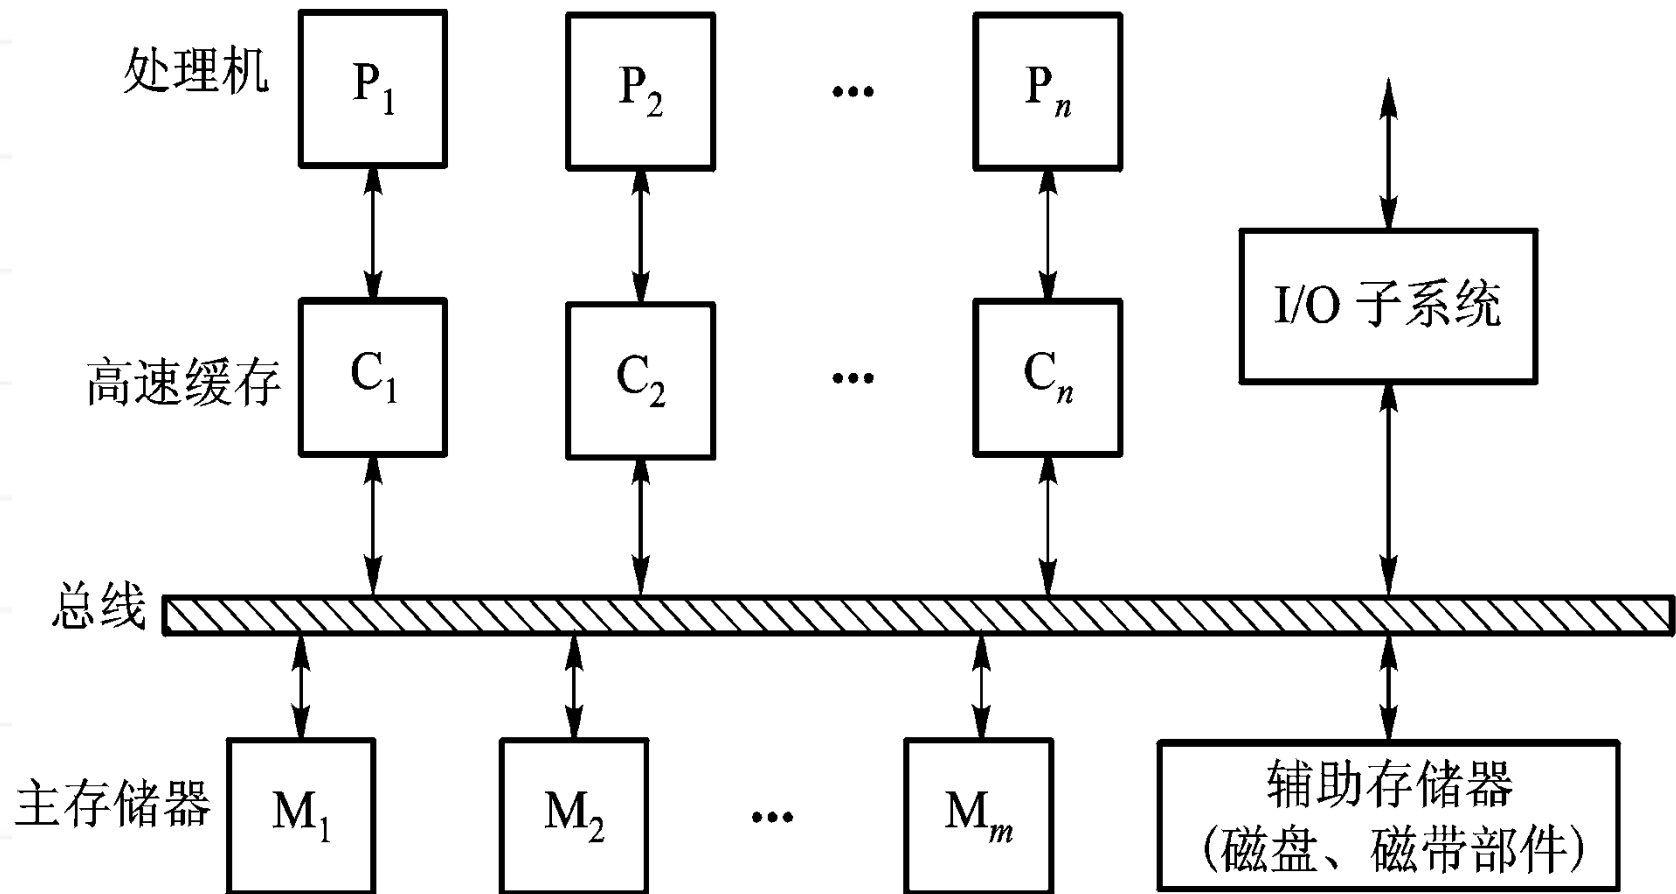 处理机 P1 P2 ··· Pn
I/O 子系统
高速缓存 C1 C2 ··· Cn
总线
主存储器 M1 M2 ··· Mm
辅助存储器
(磁盘、磁带部件)